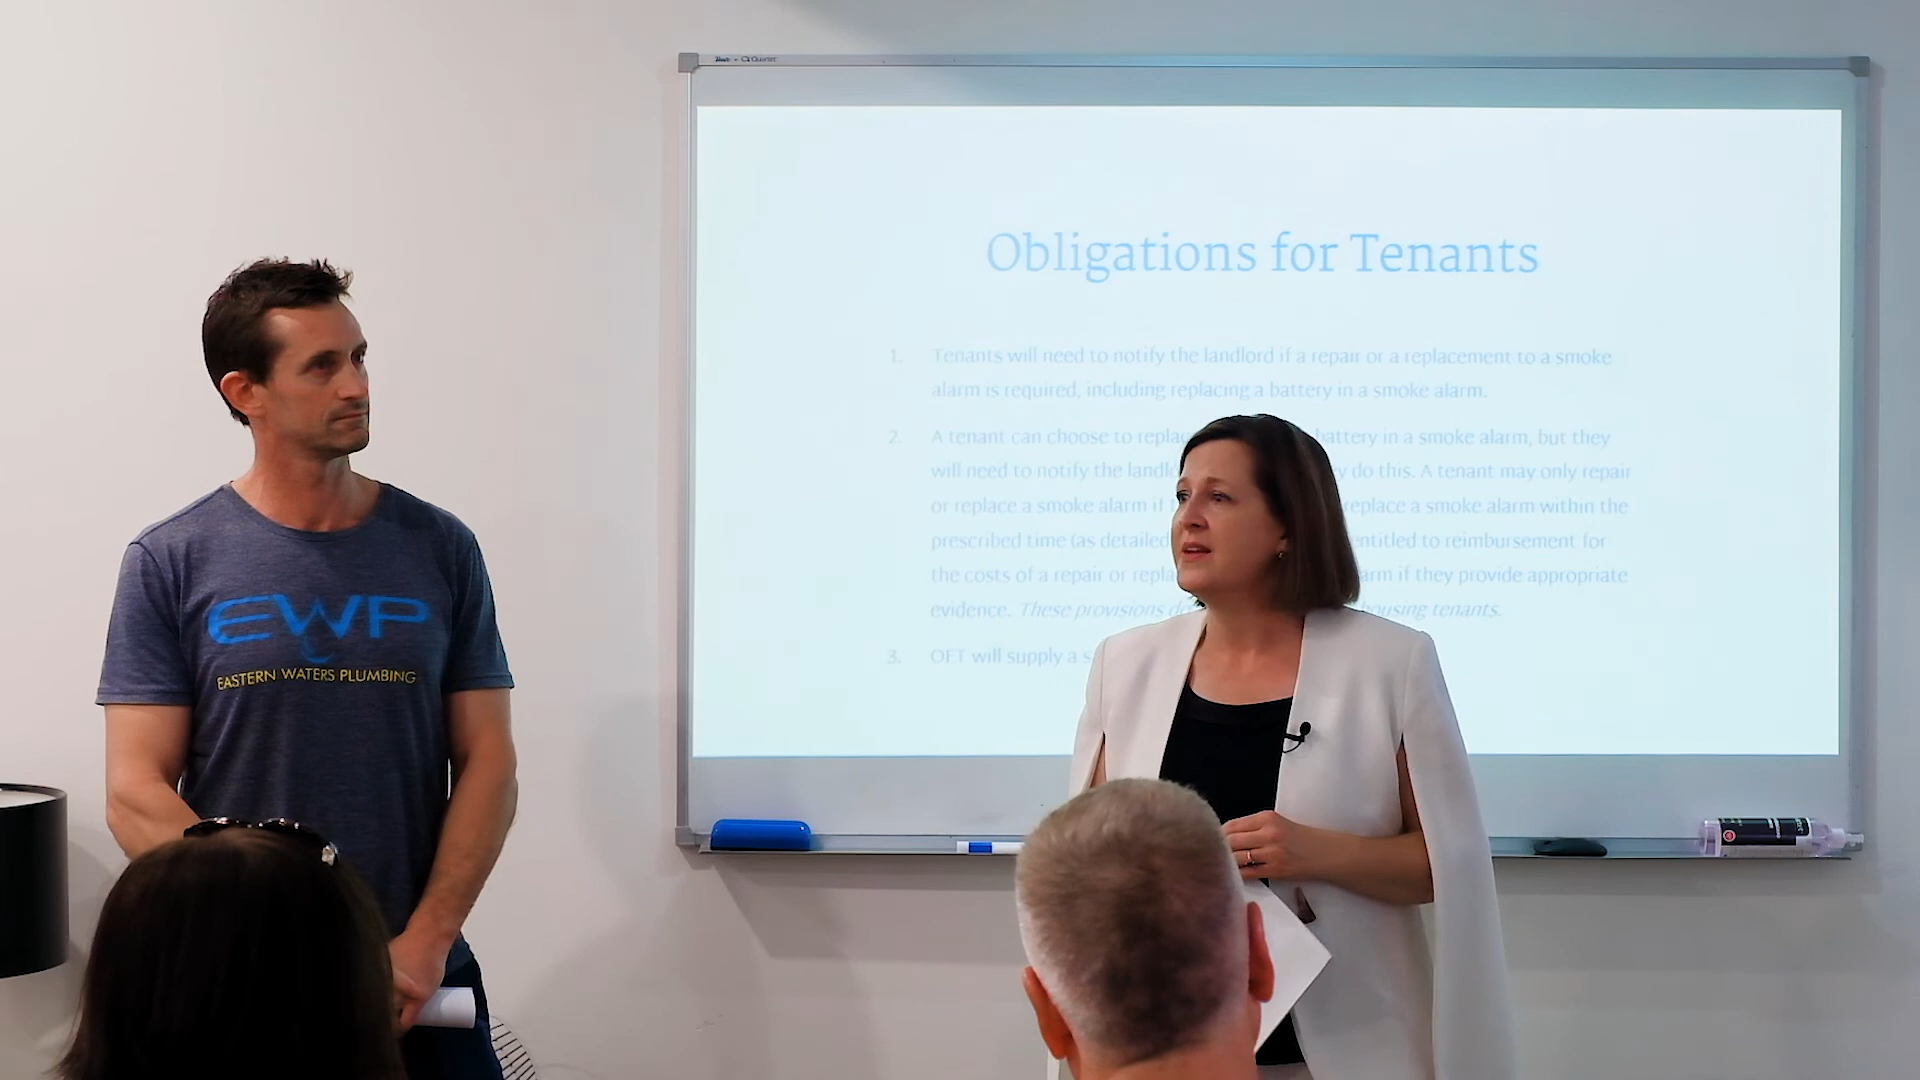 Quartet
Obligations for Tenants
1. Tenants will need to notify the landlord if a repair or a replacement to a smoke
alarm is required, including replacing a battery in a smoke alarm.
2. A tenant can choose to replac battery in a smoke alarm, but they
will need to notify the landl do this. A tenant may only repair
or replace a smoke alarm if replace a smoke alarm within the
prescribed time (as detailed entitled to reimbursement for
the costs of a repair or repla arm if they provide appropriate
evidence. These provisions do housing tenants.
3. OFT will supply a s
EWP
EASTERN WATERS PLUMBING